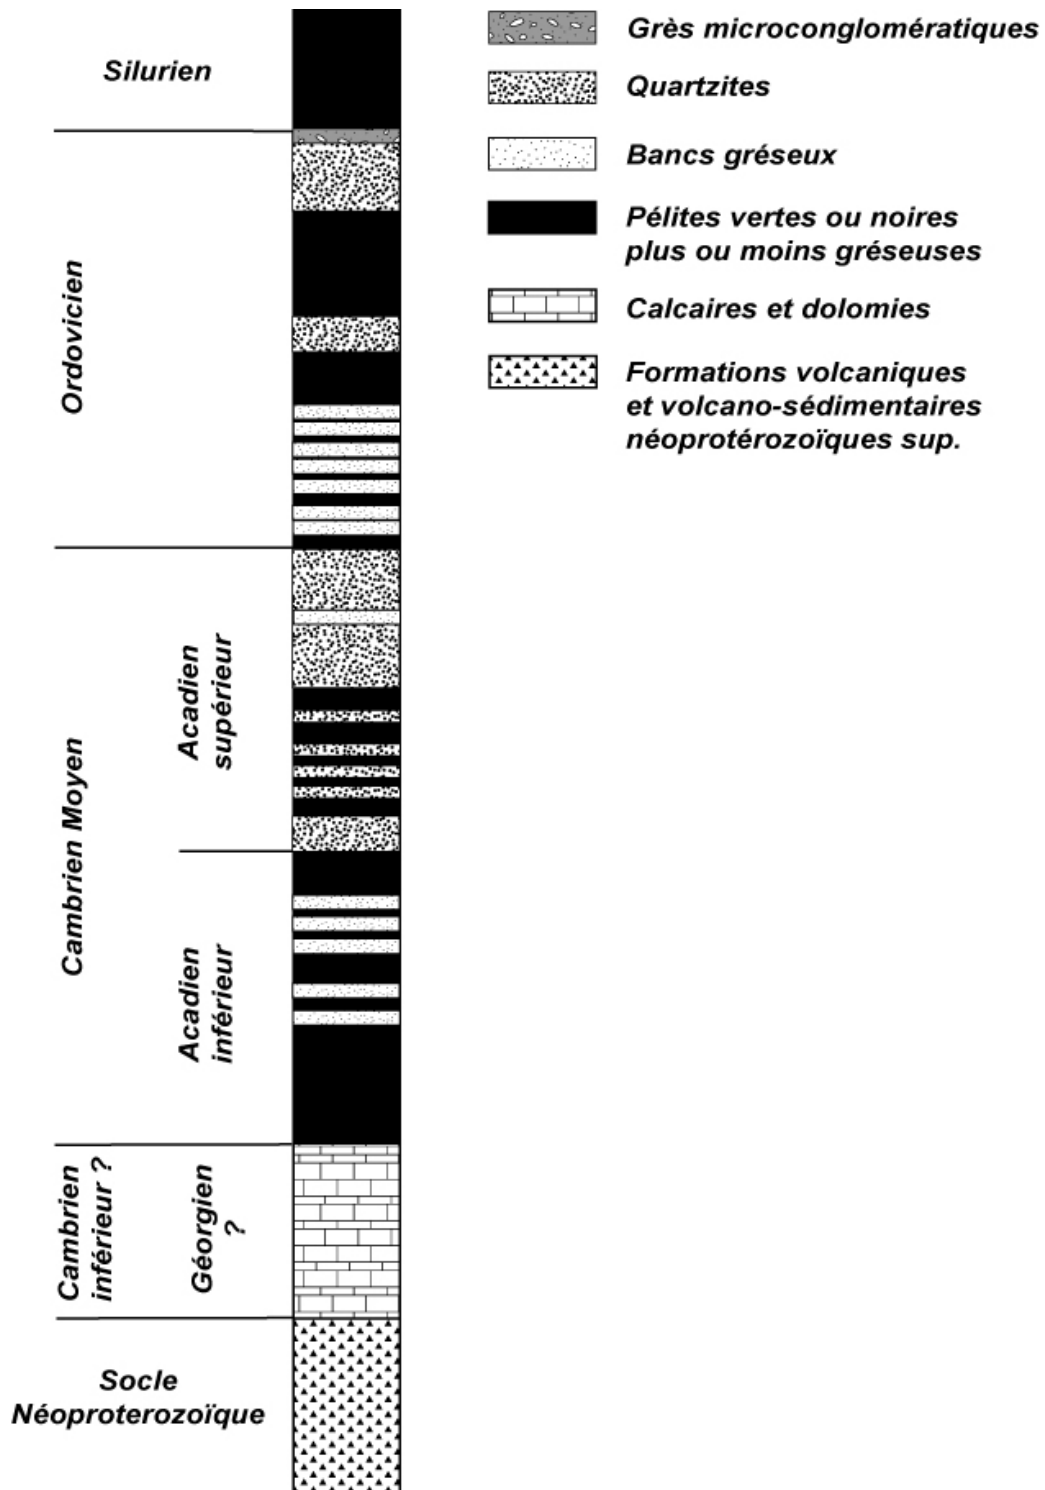 Silurien
Ordovicien
Cambrien Moyen
Acadien
supérieur
Acadien
inférieur
Cambrien
inférieur ?
Géorgien
?
Socle
Néoproterozoïque
Grès microconglomératiques
Quartzites
Bancs gréseux
Pélites vertes ou noires
plus ou moins gréseuses
Calcaires et dolomies
Formations volcaniques
et volcano-sédimentaires
néoprotérozoïques sup.